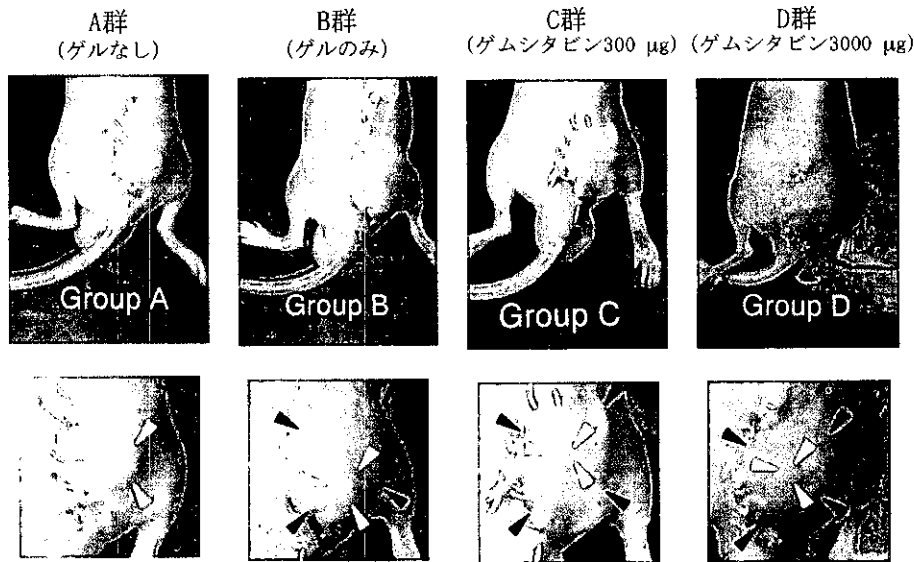 A群
(ゲルなし)
B群
(ゲルのみ)
C群
(ゲムシタビン300 μg)
D群
(ゲムシタビン3000 μg)
Group A
Group B
Group C
Group D